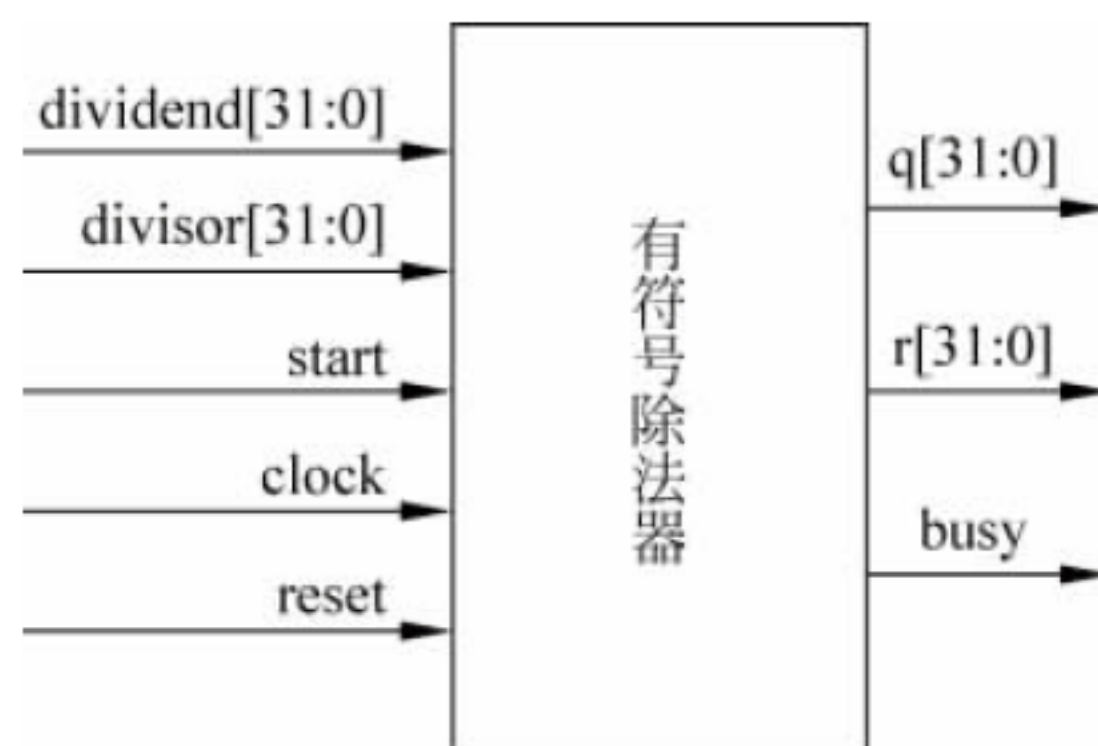 dividend[31:0]
divisor[31:0]
start
clock
reset
有符号除法器
q[31:0]
r[31:0]
busy